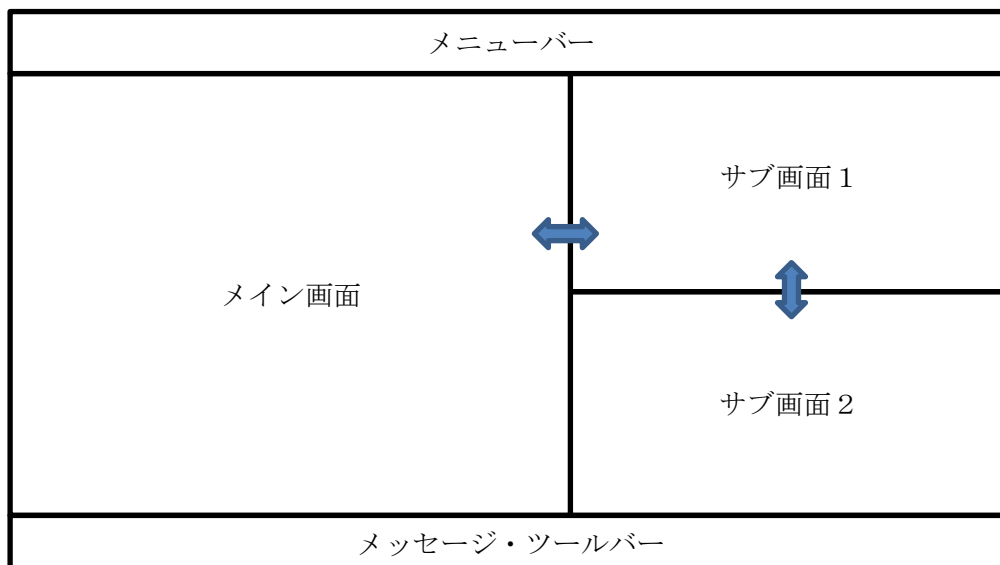 メニューバー
サブ画面１
メイン画面
サブ画面２
メッセージ・ツールバー